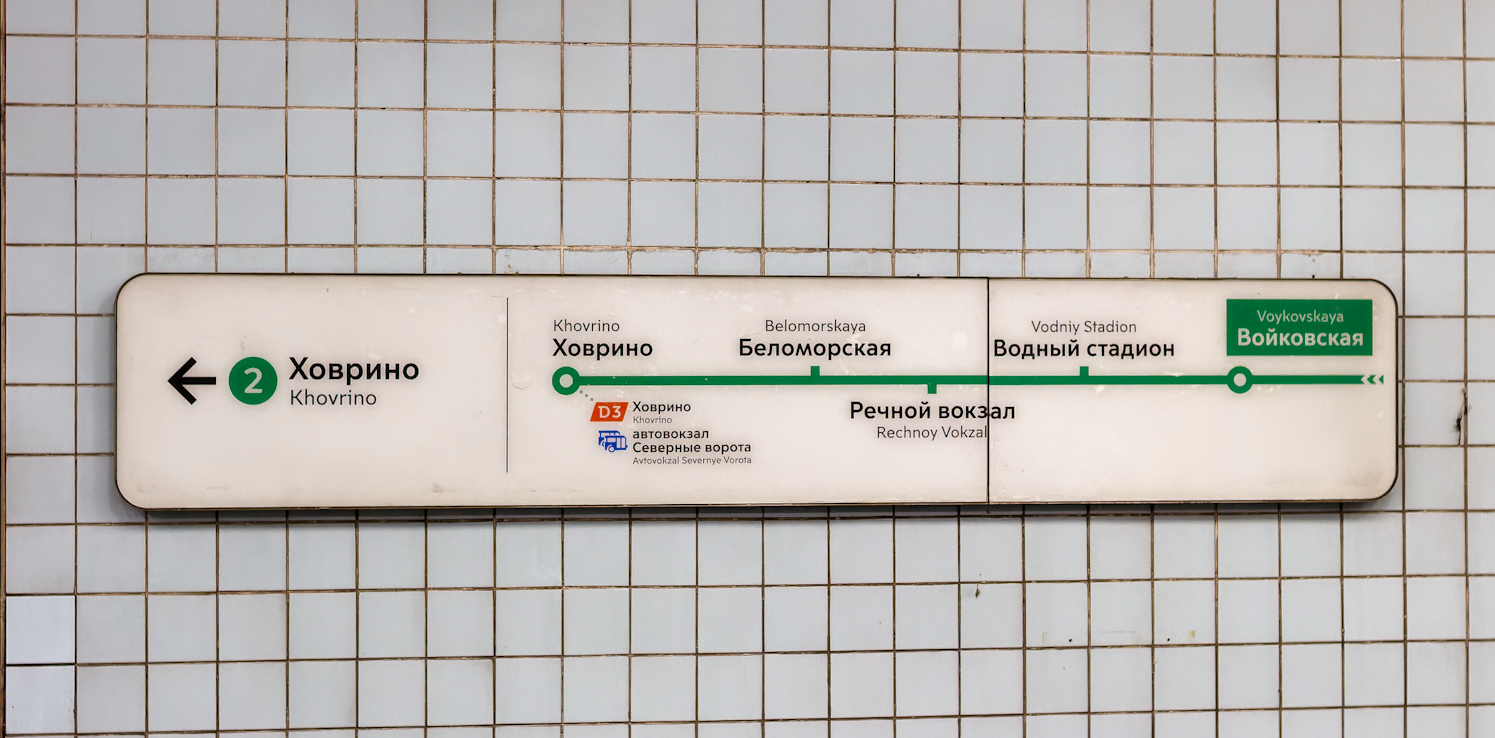 2
Ховрино
Khovrino
Khovrino
Ховрино
D3
Ховрино
Khovrino
автовокзал
Северные ворота
Avtovokzal Severnye Vorota
Belomorskaya
Беломорская
Речной вокзал
Rechnoy Vokzal
Vodniy Stadion
Водный стадион
Voykovskaya
Войковская